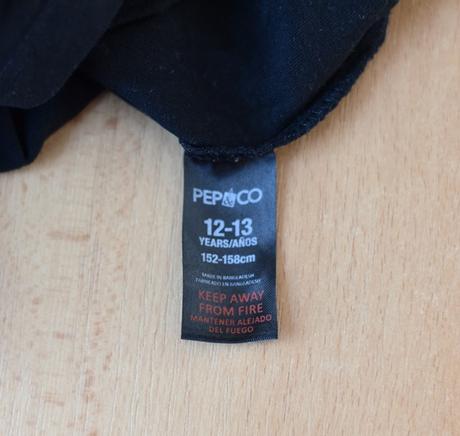 PEP&CO
12-13
YEARS/AÑOS
152-158cm
MADE IN BANGLADESH
FABRICADO EN BANGLADESH
KEEP AWAY
FROM FIRE
MANTENER ALEJADO
DEL FUEGO